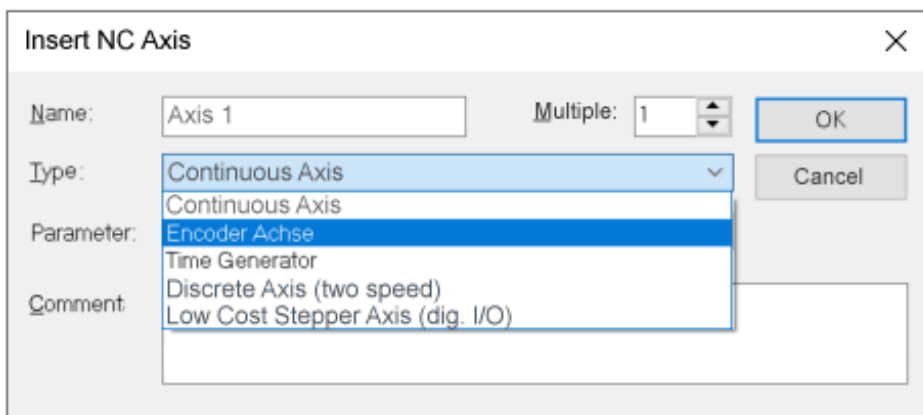 Insert NC Axis
Name: Axis 1 Multiple: 1 OK
Type: Continuous Axis Cancel
Continuous Axis
Parameter: Encoder Achse
Time Generator
Discrete Axis (two speed)
Comment
Low Cost Stepper Axis (dig. I/O)